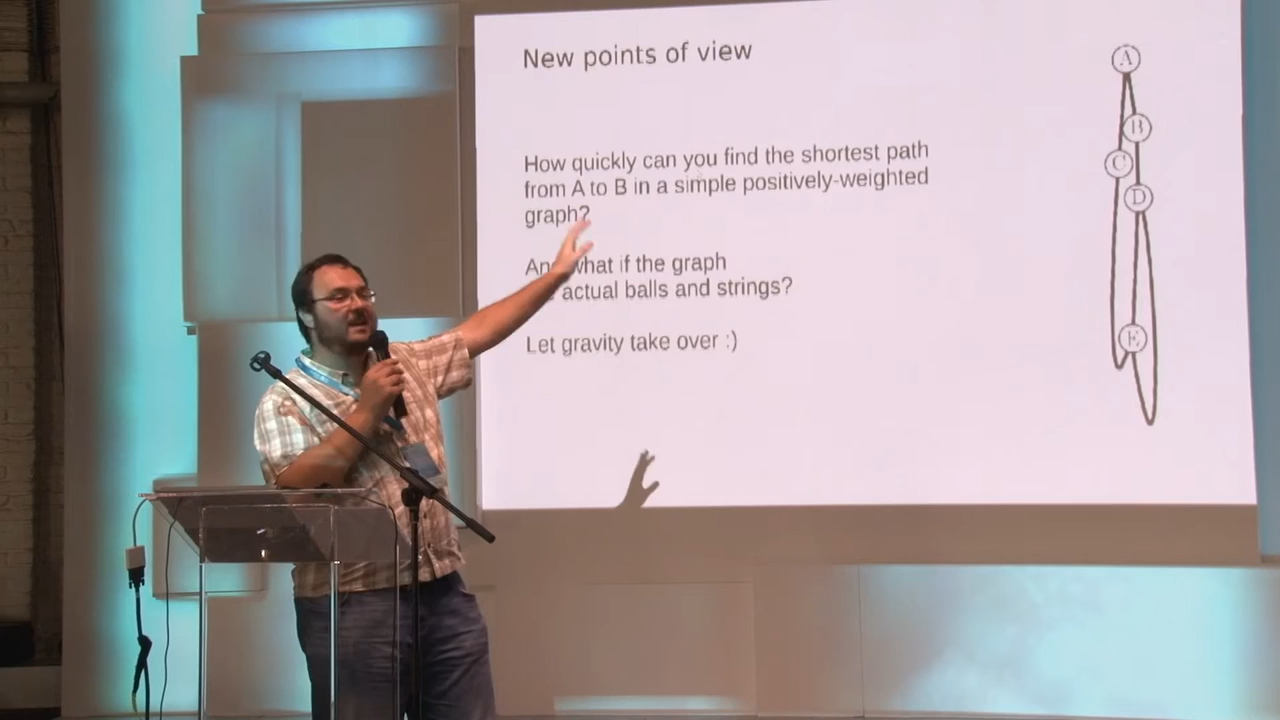 New points of view
How quickly can you find the shortest path
from A to B in a simple positively-weighted
graph?
what if the graph
actual balls and strings?
Let gravity take over :)
A
B
C
D
E